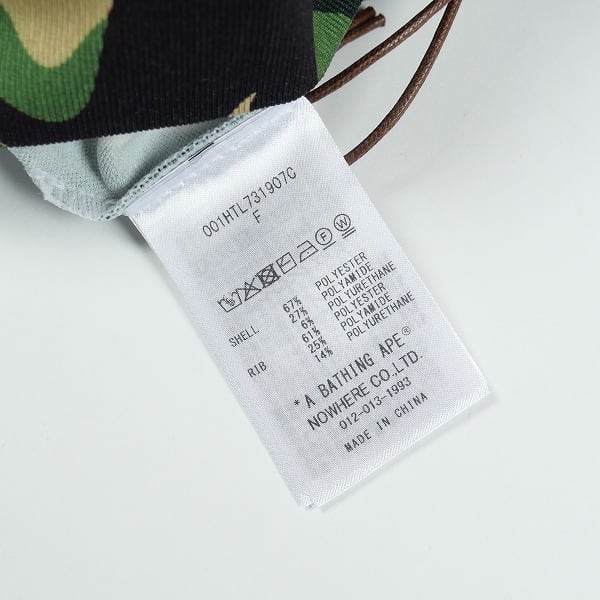 001HTL731907C
F
SHELL 67% POLYESTER
27% POLYAMIDE
6% POLYURETHANE
RIB 61% POLYESTER
25% POLYAMIDE
14% POLYURETHANE
*A BATHING APE®
NOWHERE CO.,LTD.
012-013-1993
MADE IN CHINA